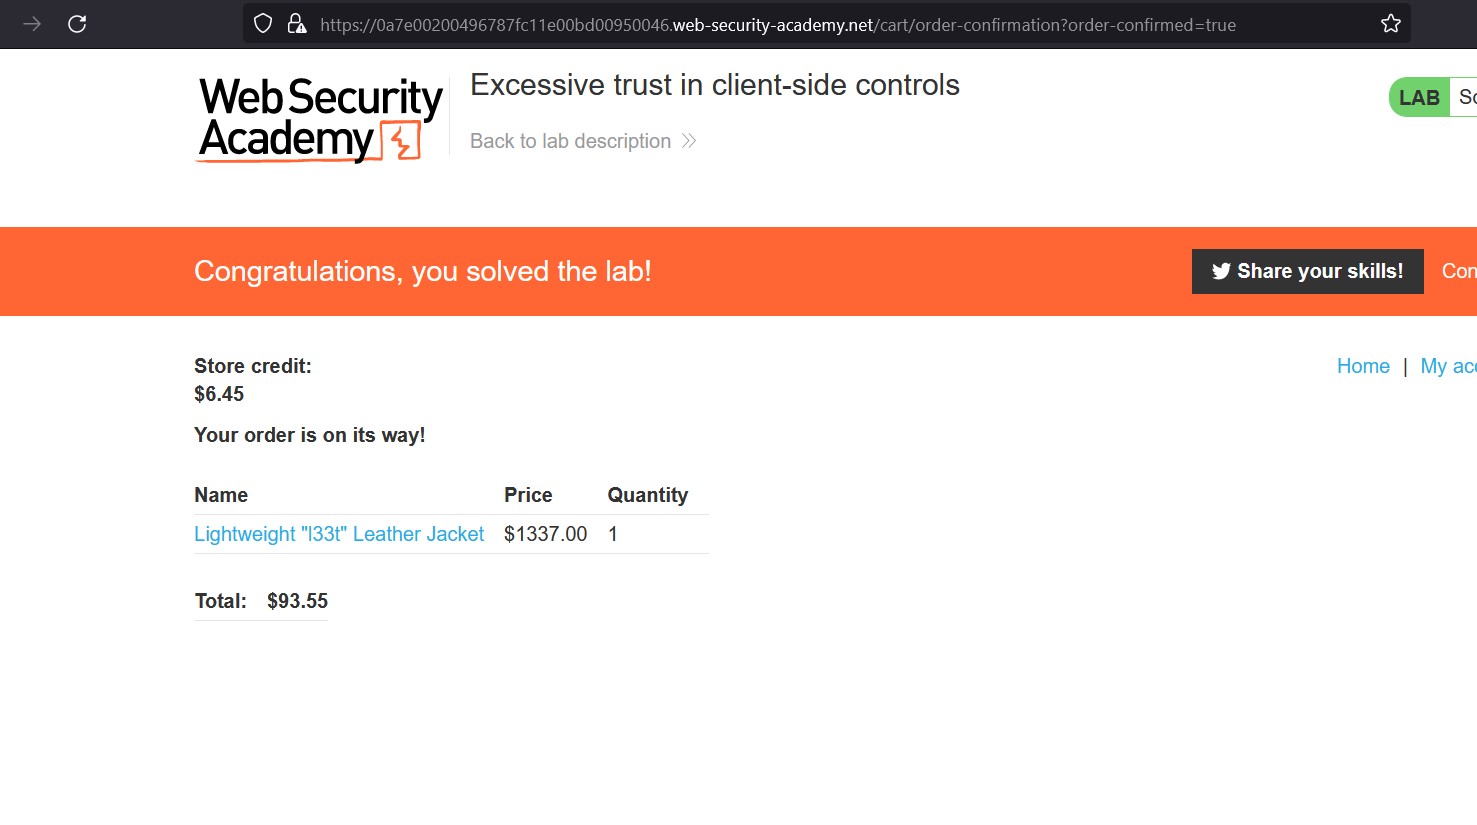 https://0a7e00200496787fc11e00bd00950046.web-security-academy.net/cart/order-confirmation?order-confirmed=true
Web Security
Academy
Excessive trust in client-side controls
Back to lab description
LAB
Congratulations, you solved the lab!
Share your skills!
Store credit:
$6.45
Home | My
Your order is on its way!
Name Price Quantity
Lightweight "l33t" Leather Jacket $1337.00 1
Total: $93.55